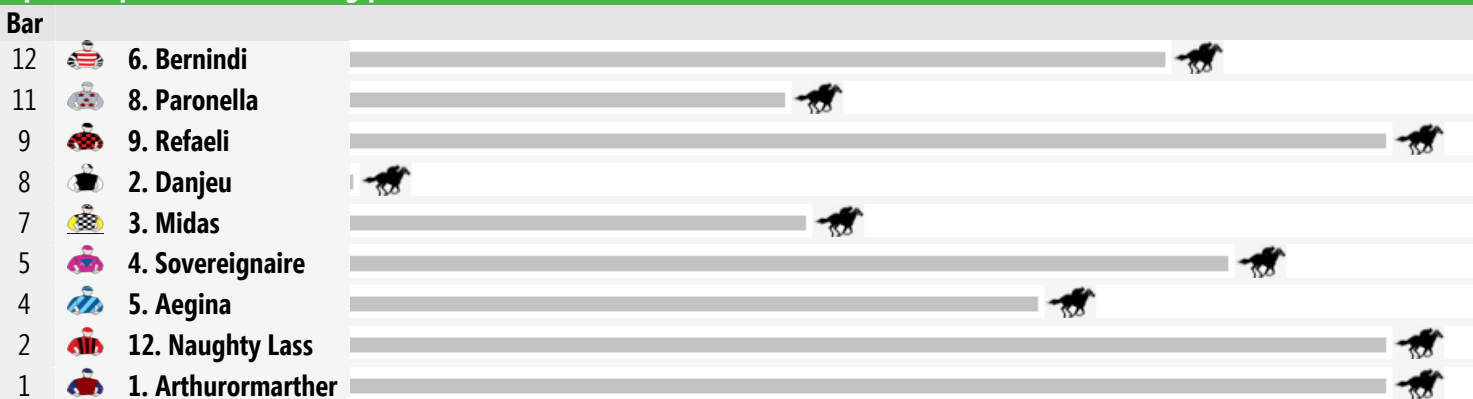 Bar
12 6. Bernindi
11 8. Paronella
9 9. Refaeli
8 2. Danjeu
7 3. Midas
5 4. Sovereignaire
4 5. Aegina
2 12. Naughty Lass
1 1. Arthurormarther